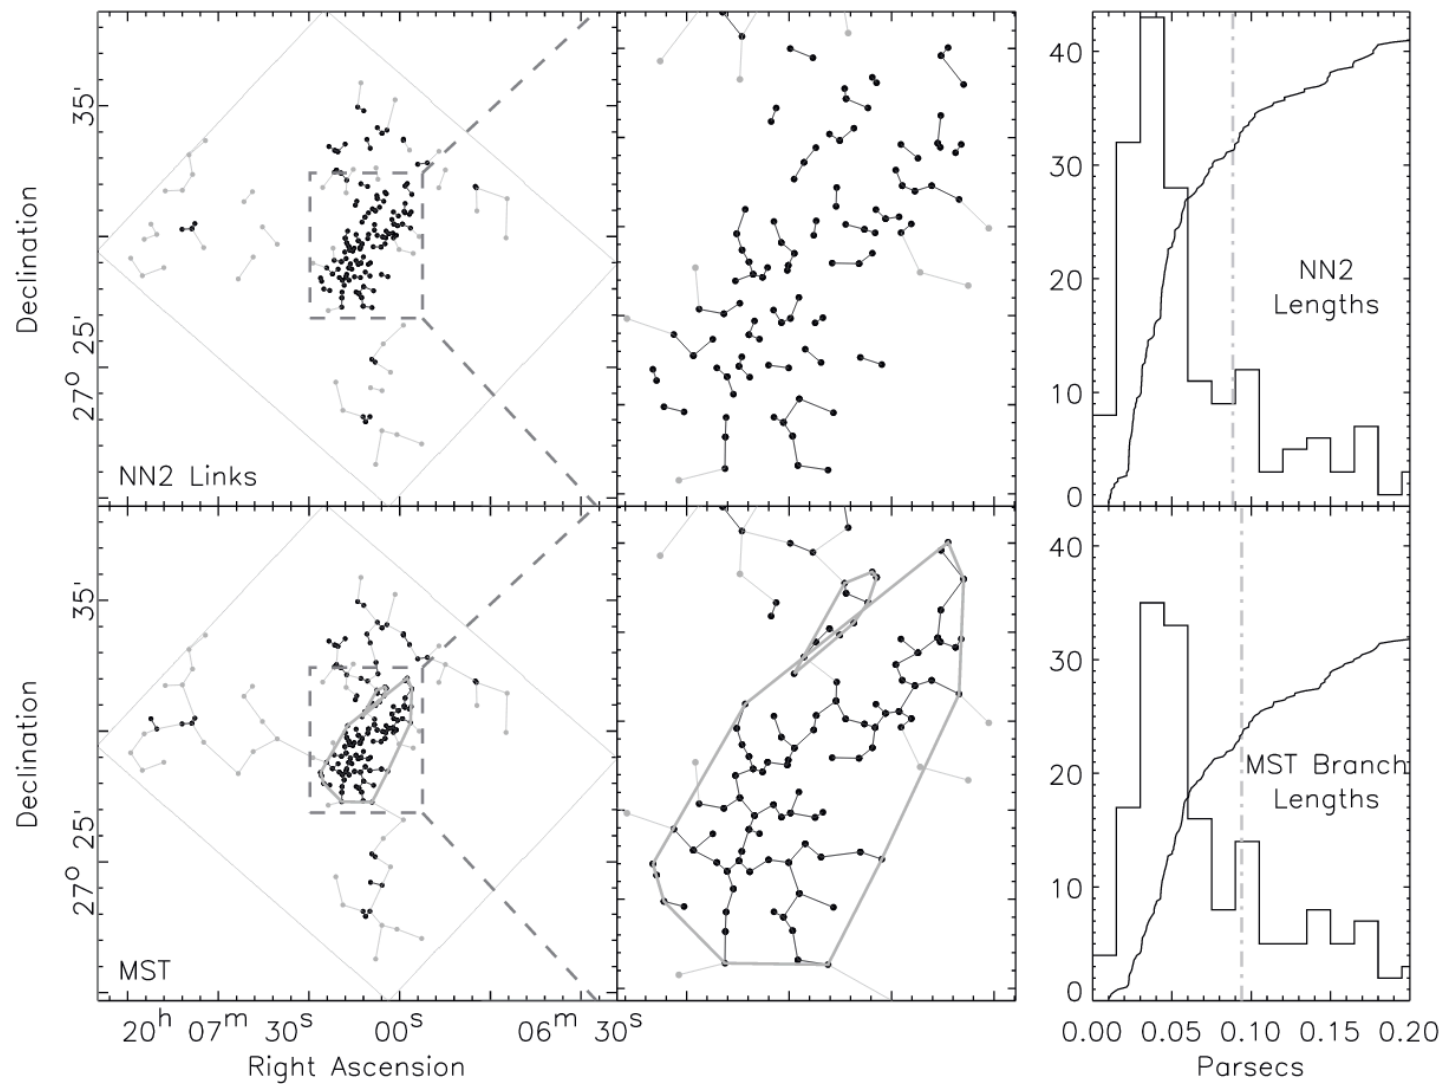 Declination
35'
25'
27°
NN2 Links
40
30
20
10
0
NN2
Lengths
Declination
35'
25'
27°
MST
40
30
20
10
0
MST Branch
Lengths
20h 07m 30s 00s 06m 30s
Right Ascension
0.00 0.05 0.10 0.15 0.20
Parsecs